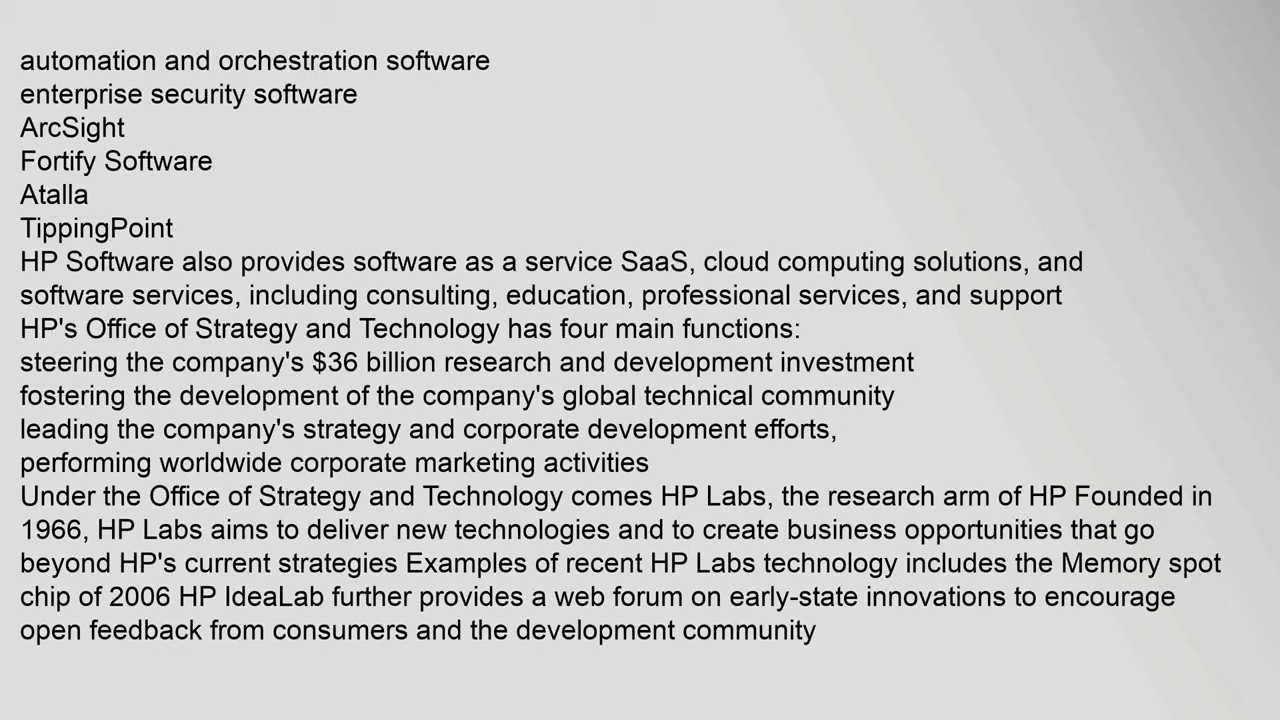 automation and orchestration software
enterprise security software
ArcSight
Fortify Software
Atalla
TippingPoint
HP Software also provides software as a service SaaS, cloud computing solutions, and
software services, including consulting, education, professional services, and support
HP's Office of Strategy and Technology has four main functions:
steering the company's $36 billion research and development investment
fostering the development of the company's global technical community
leading the company's strategy and corporate development efforts,
performing worldwide corporate marketing activities
Under the Office of Strategy and Technology comes HP Labs, the research arm of HP Founded in
1966, HP Labs aims to deliver new technologies and to create business opportunities that go
beyond HP's current strategies Examples of recent HP Labs technology includes the Memory spot
chip of 2006 HP IdeaLab further provides a web forum on early-state innovations to encourage
open feedback from consumers and the development community